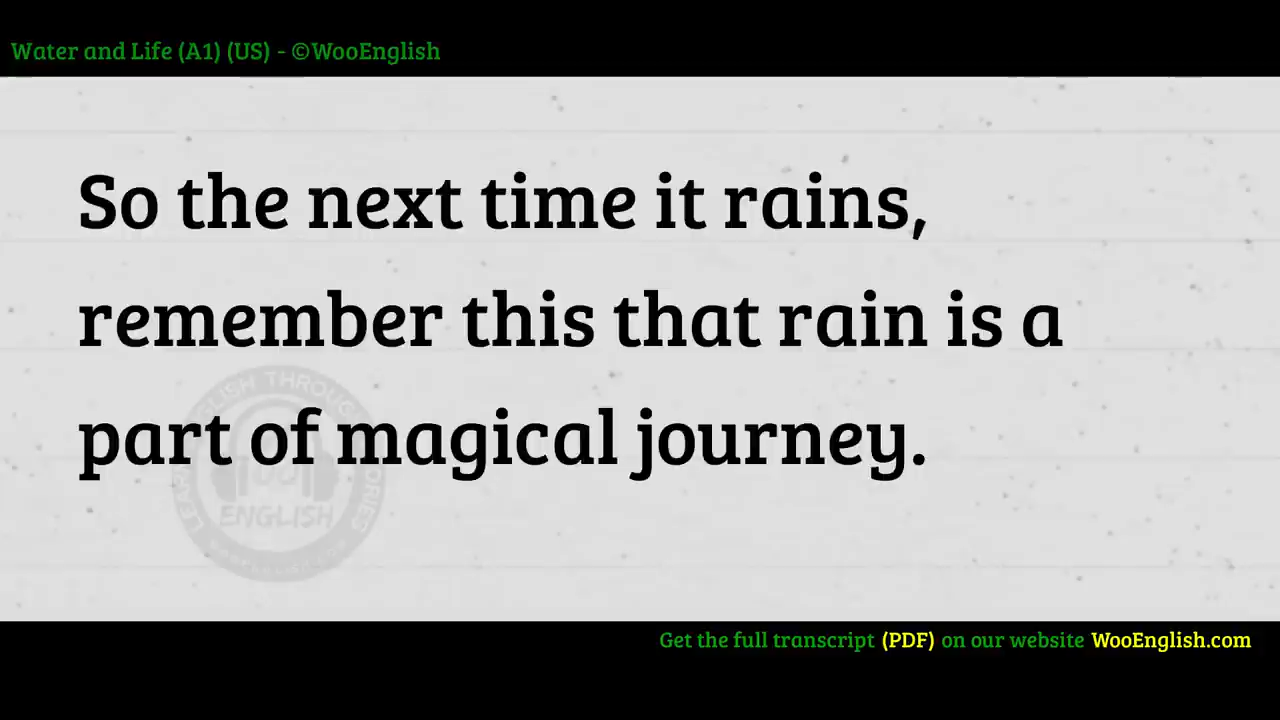 Water and Life (A1) (US) - ©WooEnglish
So the next time it rains,
remember this that rain is a
part of magical journey.
ENGLISH
Get the full transcript (PDF) on our website WooEnglish.com